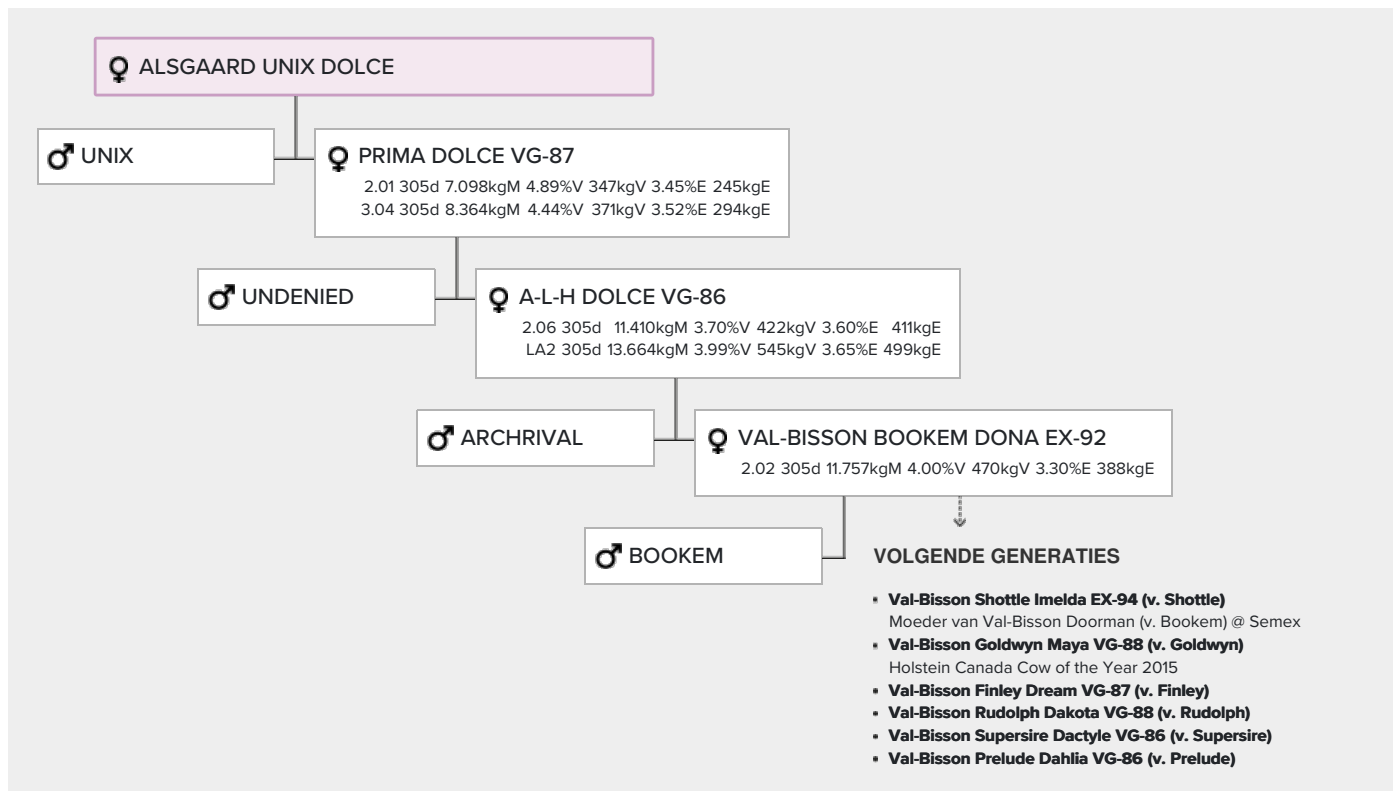 ALSGAARD UNIX DOLCE
UNIX
PRIMA DOLCE VG-87
2.01 305d 7.098kgM 4.89%V 347kgV 3.45%E 245kgE
3.04 305d 8.364kgM 4.44%V 371kgV 3.52%E 294kgE
UNDENIED
A-L-H DOLCE VG-86
2.06 305d 11.410kgM 3.70%V 422kgV 3.60%E 411kgE
LA2 305d 13.664kgM 3.99%V 545kgV 3.65%E 499kgE
ARCHRIVAL
VAL-BISSON BOOKEM DONA EX-92
2.02 305d 11.757kgM 4.00%V 470kgV 3.30%E 388kgE
BOOKEM
VOLGENDE GENERATIES
Val-Bisson Shottle Imelda EX-94 (v. Shottle)
Moeder van Val-Bisson Doorman (v. Bookem) @ Semex
Val-Bisson Goldwyn Maya VG-88 (v. Goldwyn)
Holstein Canada Cow of the Year 2015
Val-Bisson Finley Dream VG-87 (v. Finley)
Val-Bisson Rudolph Dakota VG-88 (v. Rudolph)
Val-Bisson Supersire Dactyle VG-86 (v. Supersire)
Val-Bisson Prelude Dahlia VG-86 (v. Prelude)